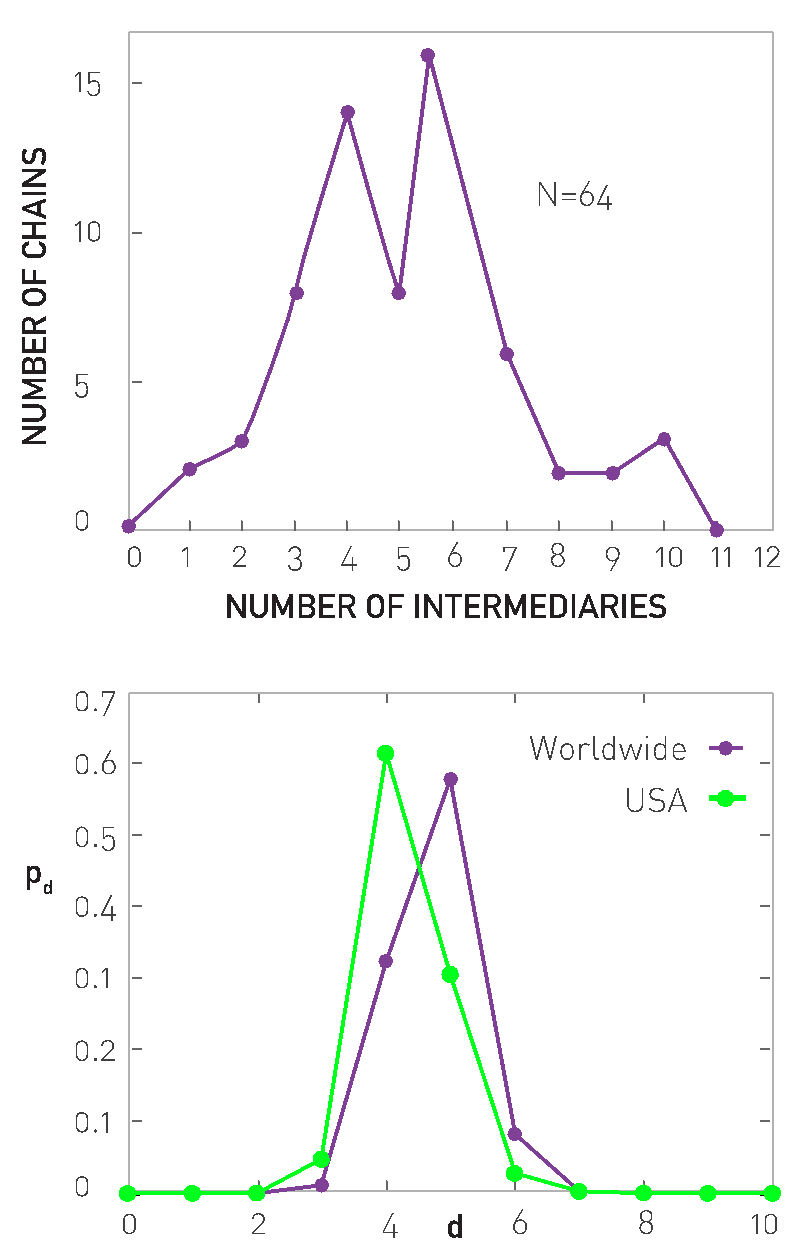 15
10
5
0
NUMBER OF CHAINS
N=64
0 1 2 3 4 5 6 7 8 9 10 11 12
NUMBER OF INTERMEDIARIES
0.7
0.6
0.5
0.4
0.1
0.2
0.1
0
p_d
Worldwide
USA
0 2 4 d 6 8 10